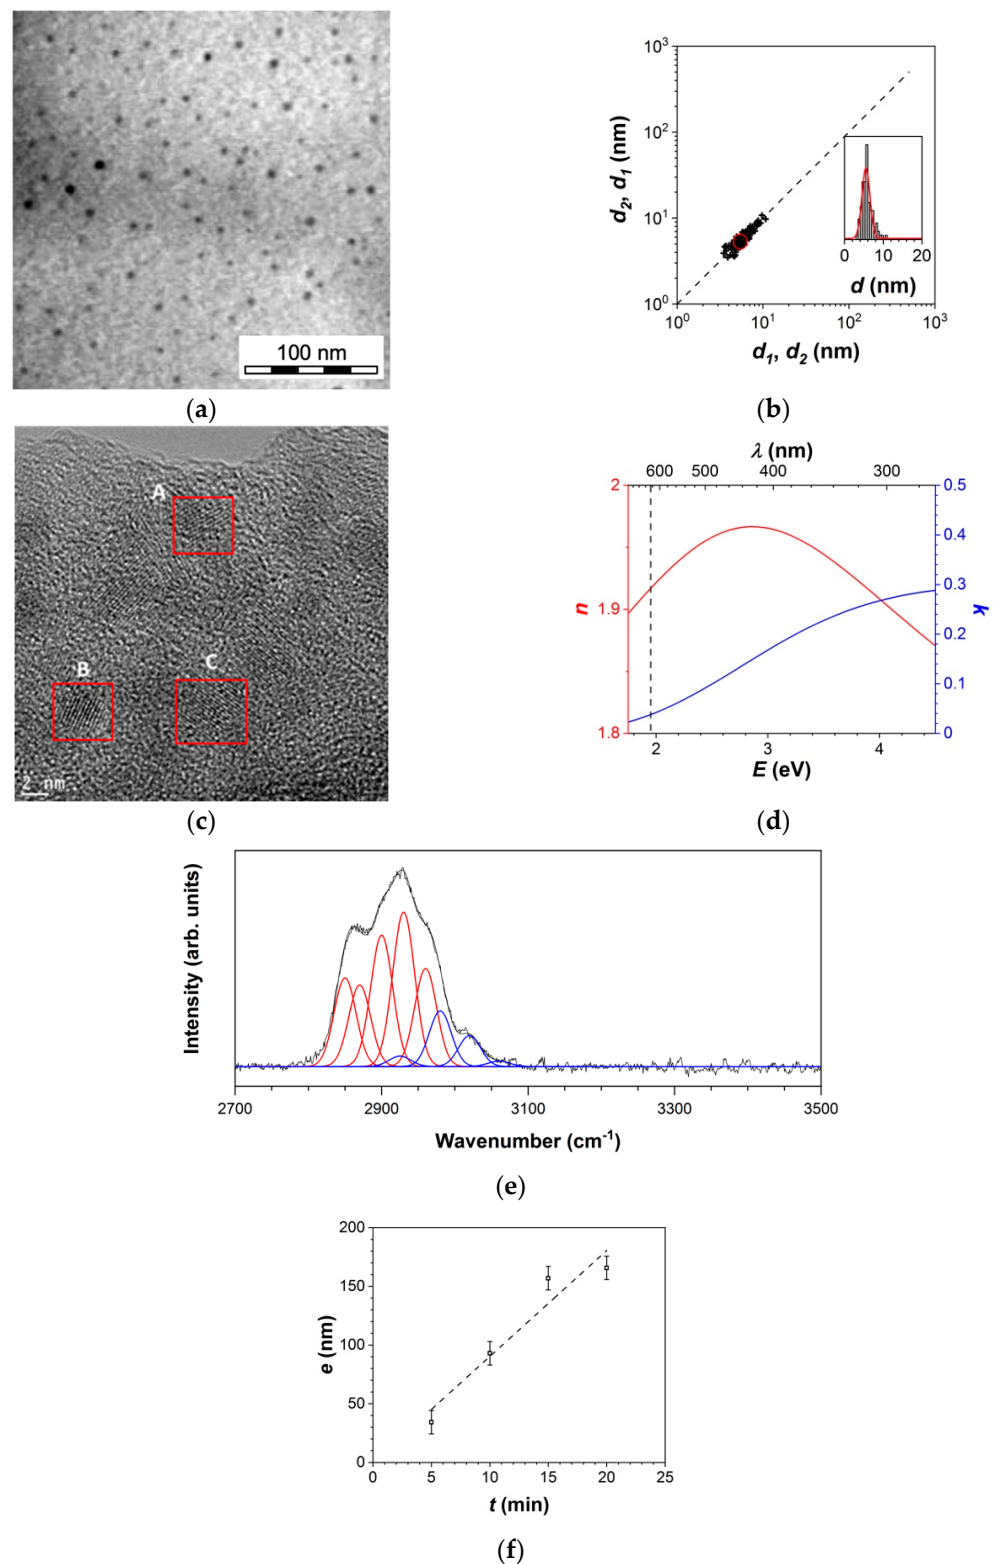 100 nm
(a)
10³
10²
10¹
10⁰
d₂, d₁ (nm)
0 10 20
d (nm)
10⁰ 10¹ 10² 10³
d₁, d₂ (nm)
(b)
A
B
C
2 nm
(c)
λ (nm)
600 500 400 300
2
1.9
1.8
n
0.5
0.4
0.3
0.2
0.1
0
k
2 3 4
E (eV)
(d)
Intensity (arb. units)
2700 2900 3100 3300 3500
Wavenumber (cm⁻¹)
(e)
200
150
100
50
0
e (nm)
0 5 10 15 20 25
t (min)
(f)